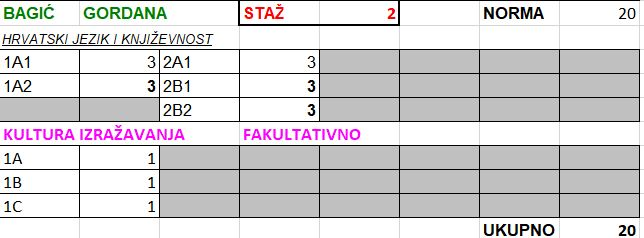 BAGIĆ GORDANA STAŽ 2 NORMA 20
HRVATSKI JEZIK I KNJIŽEVNOST
1A1 3 2A1 3
1A2 3 2B1 3
2B2 3
KULTURA IZRAŽAVANJA FAKULTATIVNO
1A 1
1B 1
1C 1
UKUPNO 20